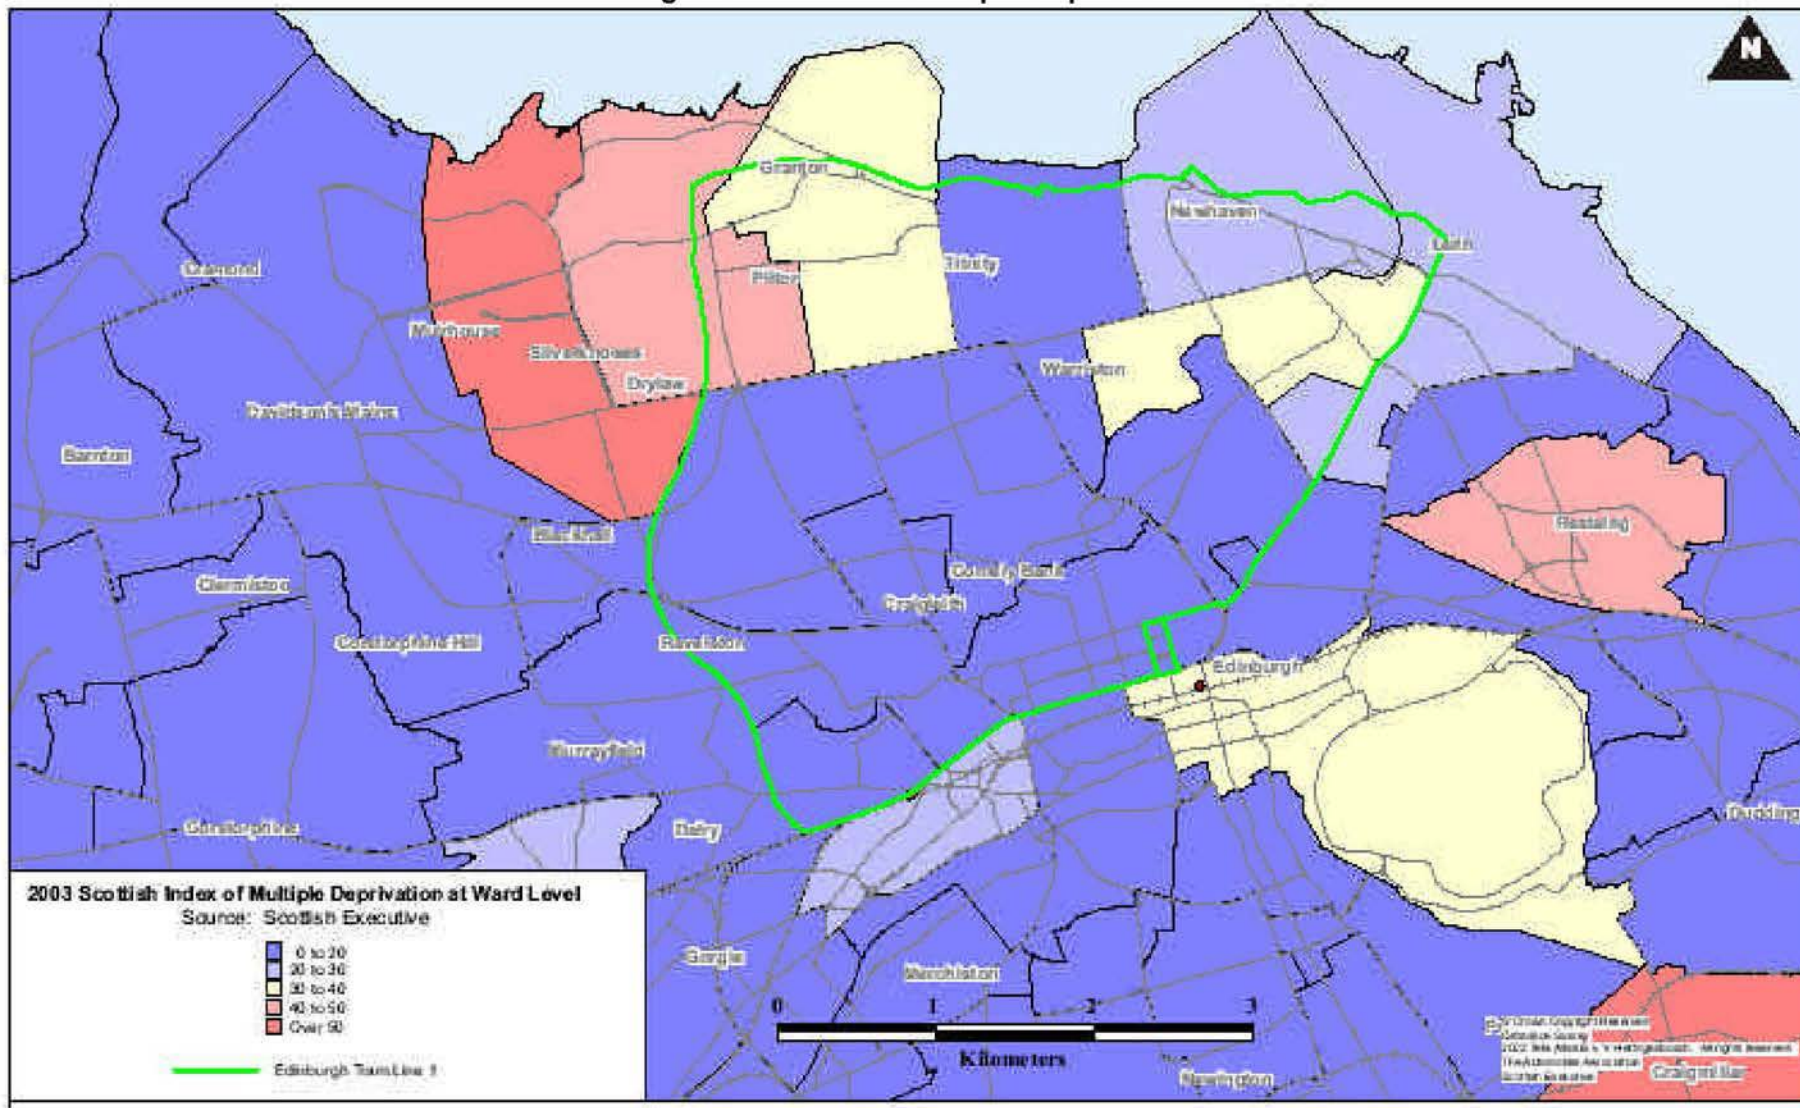 N
Granton
Newhaven
Leith
Cramond
Trinity
Pilton
Muirhouse
Silverknowes
Drylaw
Warriston
Davidson's Mains
Barnton
Restalrig
Blackhall
Comely Bank
Clermiston
Craigleith
Corstorphine Hill
Ravelston
Edinburgh
Murrayfield
Corstorphine
Dalry
Dudding
2003 Scottish Index of Multiple Deprivation at Ward Level
Source: Scottish Executive
0 to 20
20 to 30
30 to 40
40 to 50
Over 50
Edinburgh Tram Line 1
Gorgie
Merchiston
0 1 2 3
Kilometers
Newington
Craigmillar